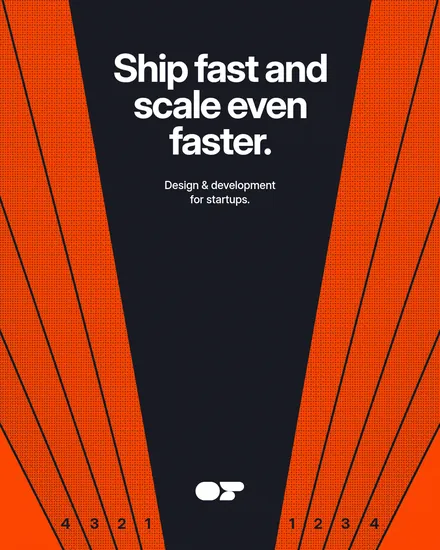 Ship fast and
scale even
faster.
Design & development
for startups.
4 3 2 1 1 2 3 4